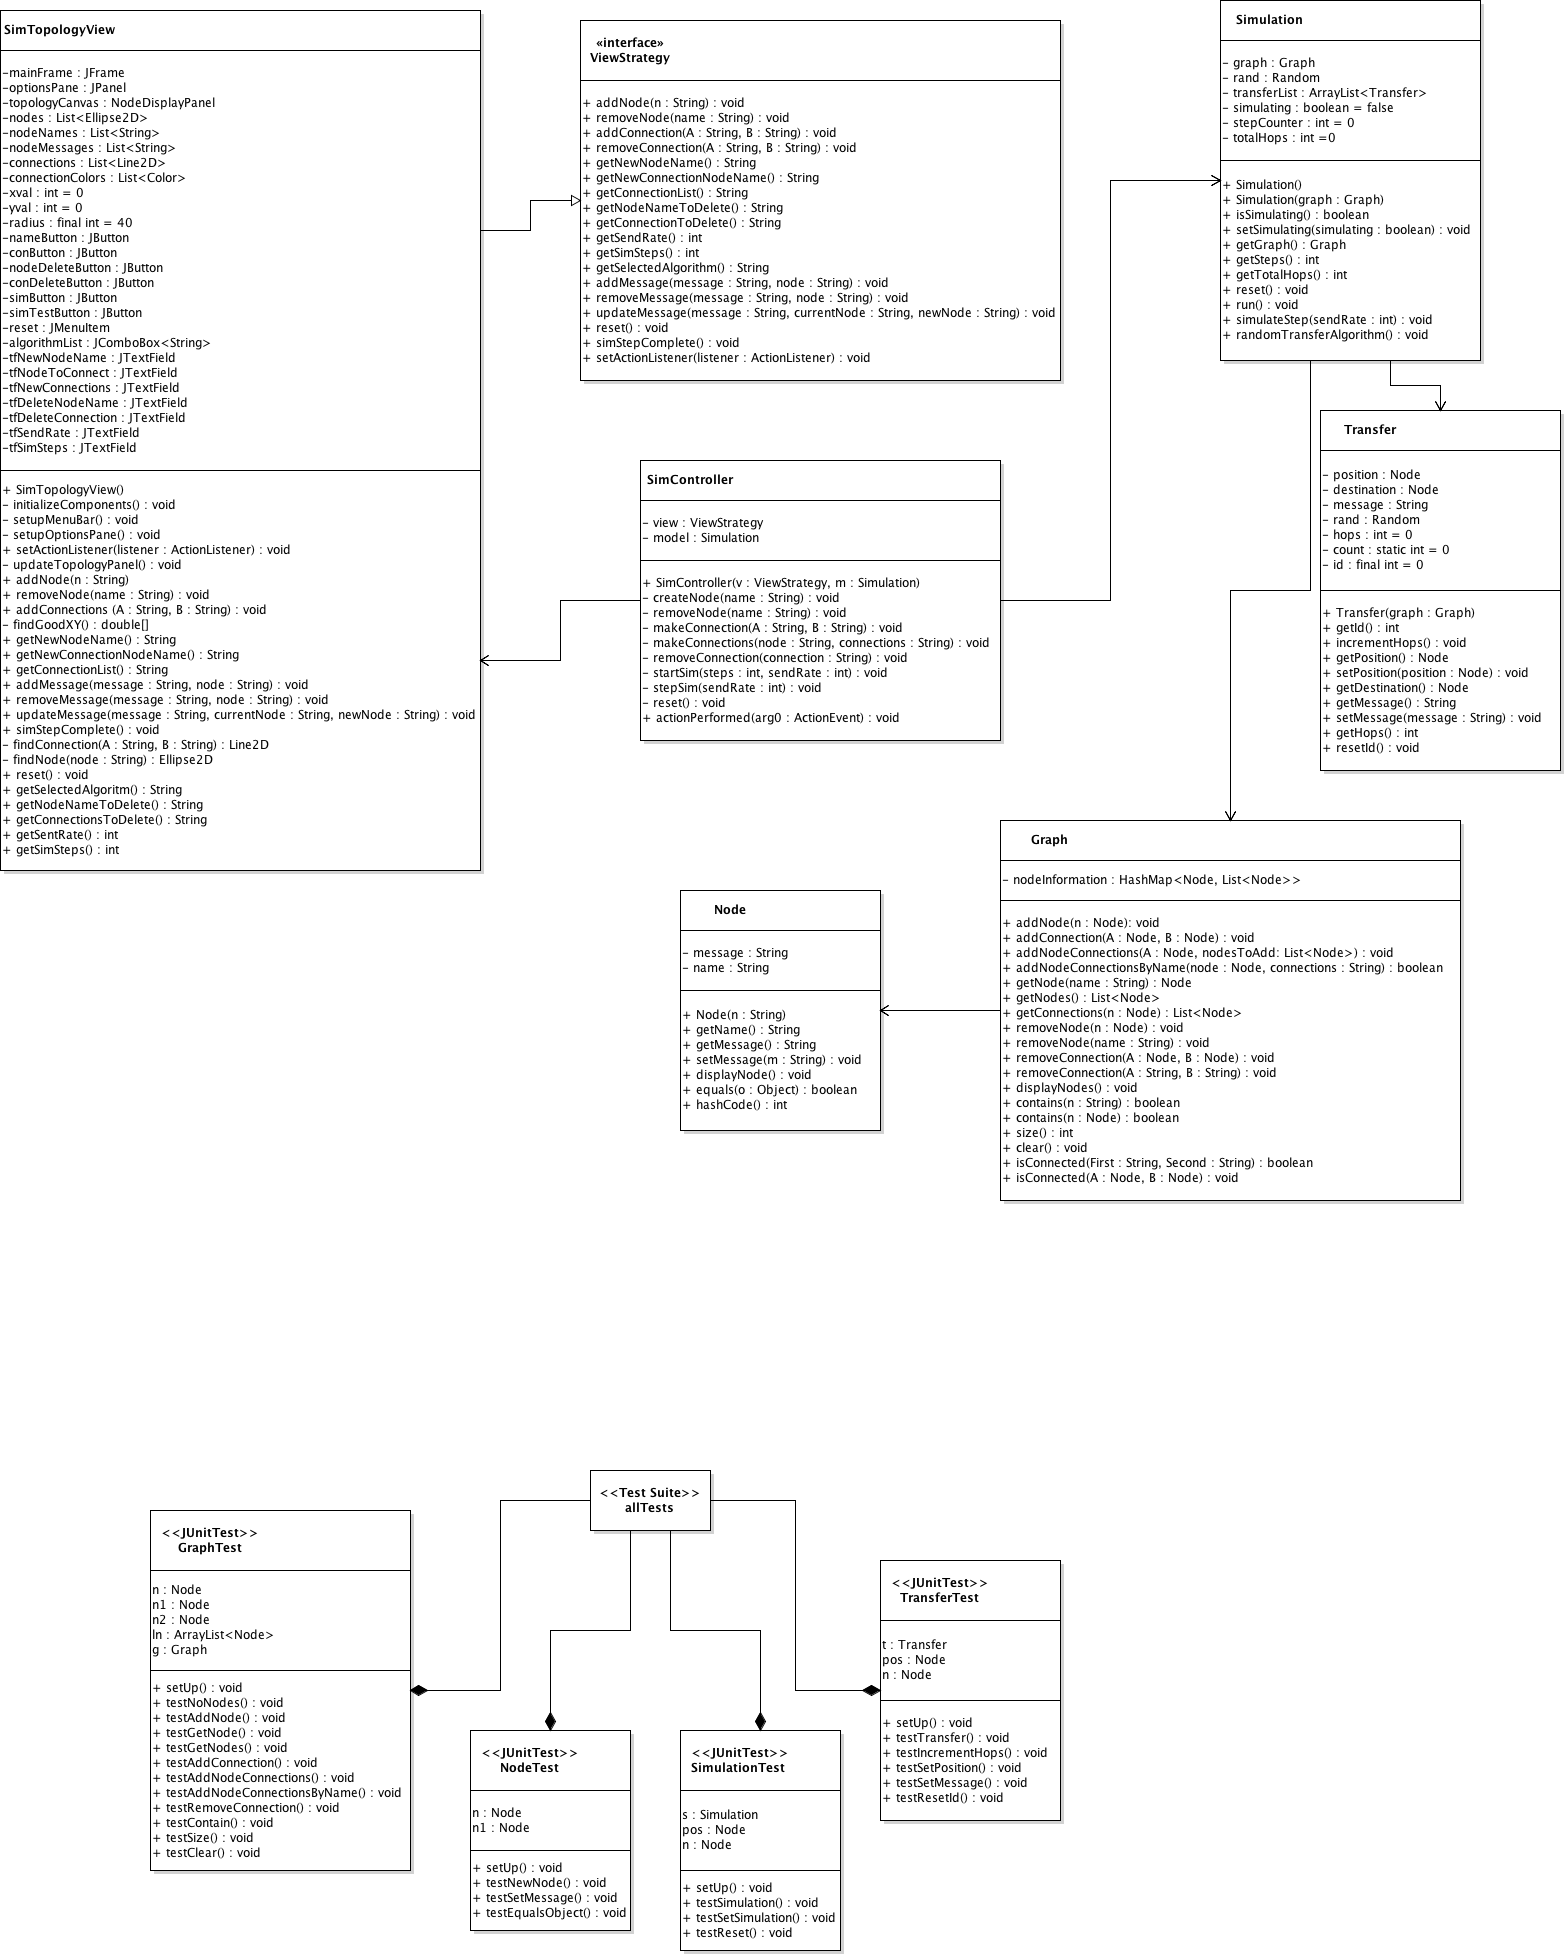 SimTopologyView
-mainFrame : JFrame
-optionsPane : JPanel
-topologyCanvas : NodeDisplayPanel
-nodes : List<Ellipse2D>
-nodeNames : List<String>
-nodeMessages : List<String>
-connections : List<Line2D>
-connectionColors : List<Color>
-xval : int = 0
-yval : int = 0
-radius : final int = 40
-nameButton : JButton
-conButton : JButton
-nodeDeleteButton : JButton
-conDeleteButton : JButton
-simButton : JButton
-simTestButton : JButton
-reset : JMenuItem
-algorithmList : JComboBox<String>
-tfNewNodeName : JTextField
-tfNodeToConnect : JTextField
-tfNewConnections : JTextField
-tfDeleteNodeName : JTextField
-tfDeleteConnection : JTextField
-tfSendRate : JTextField
-tfSimSteps : JTextField
+ SimTopologyView()
- initializeComponents() : void
- setupMenuBar() : void
- setupOptionsPane() : void
+ setActionListener(listener : ActionListener) : void
- updateTopologyPanel() : void
+ addNode(n : String)
+ removeNode(name : String) : void
+ addConnections (A : String, B : String) : void
- findGoodXY() : double[]
+ getNewNodeName() : String
+ getNewConnectionNodeName() : String
+ getConnectionList() : String
+ addMessage(message : String, node : String) : void
+ removeMessage(message : String, node : String) : void
+ updateMessage(message : String, currentNode : String, newNode : String) : void
+ simStepComplete() : void
- findConnection(A : String, B : String) : Line2D
- findNode(node : String) : Ellipse2D
+ reset() : void
+ getSelectedAlgoritm() : String
+ getNodeNameToDelete() : String
+ getConnectionsToDelete() : String
+ getSentRate() : int
+ getSimSteps() : int
«interface»
ViewStrategy
+ addNode(n : String) : void
+ removeNode(name : String) : void
+ addConnection(A : String, B : String) : void
+ removeConnection(A : String, B : String) : void
+ getNewNodeName() : String
+ getNewConnectionNodeName() : String
+ getConnectionList() : String
+ getNodeNameToDelete() : String
+ getConnectionToDelete() : String
+ getSendRate() : int
+ getSimSteps() : int
+ getSelectedAlgorithm() : String
+ addMessage(message : String, node : String) : void
+ removeMessage(message : String, node : String) : void
+ updateMessage(message : String, currentNode : String, newNode : String) : void
+ reset() : void
+ simStepComplete() : void
+ setActionListener(listener : ActionListener) : void
Simulation
- graph : Graph
- rand : Random
- transferList : ArrayList<Transfer>
- simulating : boolean = false
- stepCounter : int = 0
- totalHops : int =0
+ Simulation()
+ Simulation(graph : Graph)
+ isSimulating() : boolean
+ setSimulating(simulating : boolean) : void
+ getGraph() : Graph
+ getSteps() : int
+ getTotalHops() : int
+ reset() : void
+ run() : void
+ simulateStep(sendRate : int) : void
+ randomTransferAlgorithm() : void
Transfer
- position : Node
- destination : Node
- message : String
- rand : Random
- hops : int = 0
- count : static int = 0
- id : final int = 0
+ Transfer(graph : Graph)
+ getId() : int
+ incrementHops() : void
+ getPosition() : Node
+ setPosition(position : Node) : void
+ getDestination() : Node
+ getMessage() : String
+ setMessage(message : String) : void
+ getHops() : int
+ resetId() : void
SimController
- view : ViewStrategy
- model : Simulation
+ SimController(v : ViewStrategy, m : Simulation)
- createNode(name : String) : void
- removeNode(name : String) : void
- makeConnection(A : String, B : String) : void
- makeConnections(node : String, connections : String) : void
- removeConnection(connection : String) : void
- startSim(steps : int, sendRate : int) : void
- stepSim(sendRate : int) : void
- reset() : void
+ actionPerformed(arg0 : ActionEvent) : void
Graph
- nodeInformation : HashMap<Node, List<Node>>
+ addNode(n : Node): void
+ addConnection(A : Node, B : Node) : void
+ addNodeConnections(A : Node, nodesToAdd: List<Node>) : void
+ addNodeConnectionsByName(node : Node, connections : String) : boolean
+ getNode(name : String) : Node
+ getNodes() : List<Node>
+ getConnections(n : Node) : List<Node>
+ removeNode(n : Node) : void
+ removeNode(name : String) : void
+ removeConnection(A : Node, B : Node) : void
+ removeConnection(A : String, B : String) : void
+ displayNodes() : void
+ contains(n : String) : boolean
+ contains(n : Node) : boolean
+ size() : int
+ clear() : void
+ isConnected(First : String, Second : String) : boolean
+ isConnected(A : Node, B : Node) : void
Node
- message : String
- name : String
+ Node(n : String)
+ getName() : String
+ getMessage() : String
+ setMessage(m : String) : void
+ displayNode() : void
+ equals(o : Object) : boolean
+ hashCode() : int
<<Test Suite>>
allTests
<<JUnitTest>>
GraphTest
n : Node
n1 : Node
n2 : Node
ln : ArrayList<Node>
g : Graph
+ setUp() : void
+ testNoNodes() : void
+ testAddNode() : void
+ testGetNode() : void
+ testGetNodes() : void
+ testAddConnection() : void
+ testAddNodeConnections() : void
+ testAddNodeConnectionsByName() : void
+ testRemoveConnection() : void
+ testContain() : void
+ testSize() : void
+ testClear() : void
<<JUnitTest>>
NodeTest
n : Node
n1 : Node
+ setUp() : void
+ testNewNode() : void
+ testSetMessage() : void
+ testEqualsObject() : void
<<JUnitTest>>
SimulationTest
s : Simulation
pos : Node
n : Node
+ setUp() : void
+ testSimulation() : void
+ testSetSimulation() : void
+ testReset() : void
<<JUnitTest>>
TransferTest
t : Transfer
pos : Node
n : Node
+ setUp() : void
+ testTransfer() : void
+ testIncrementHops() : void
+ testSetPosition() : void
+ testSetMessage() : void
+ testResetId() : void